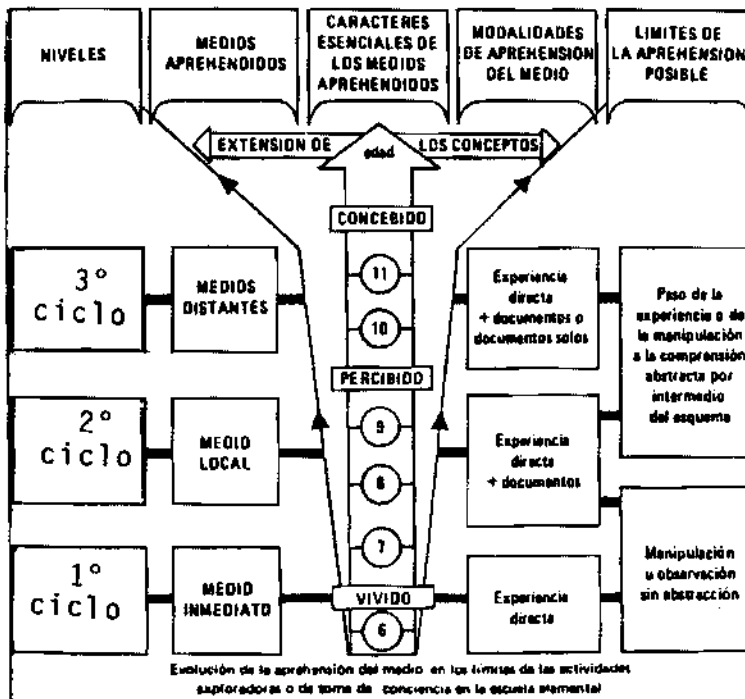 NIVELES
MEDIOS
APREHENDIDOS
CARACTERES
ESENCIALES DE
LOS MEDIOS
APREHENDIDOS
MODALIDADES
DE APREHENSION
DEL MEDIO
LIMITES DE
LA APREHENSION
POSIBLE
EXTENSION DE
edad
LOS CONCEPTOS
CONCEBIDO
3º
ciclo
MEDIOS
DISTANTES
11
10
Experiencia
directa
+ documentos o
documentos solos
Paso de la
experiencia o de
la manipulación
a la comprensión
abstracta por
intermedio
del esquema
PERCIBIDO
2º
ciclo
MEDIO
LOCAL
9
8
7
Experiencia
directa
+ documentos
1º
ciclo
MEDIO
INMEDIATO
VIVIDO
6
Experiencia
directa
Manipulación
u observación
sin abstracción
Evolución de la aprehensión del medio en los límites de las actividades
exploradoras o de toma de conciencia en la escuela elemental